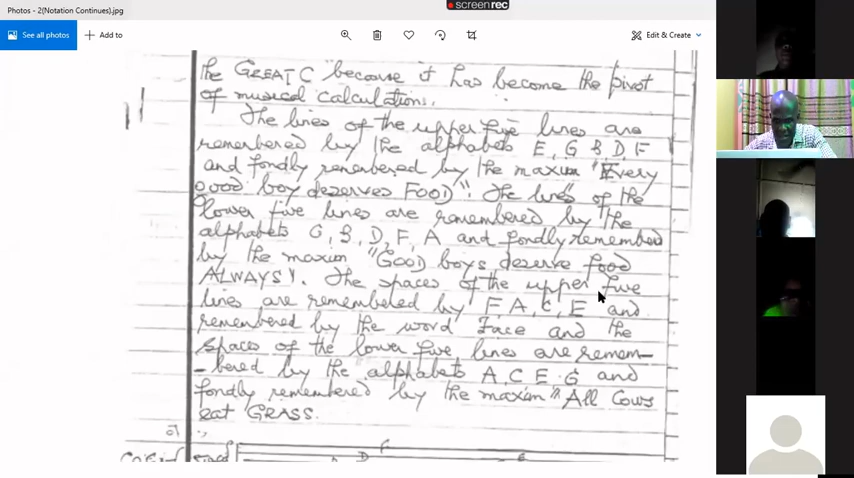 Photos - 2(Notation Continues).jpg
screenrec
See all photos
Add to
Edit & Create
the GREAT C because it has become the pivot
of musical calculations.
The lines of the upper five lines are
remembered by the alphabets E, G B D F
and fondly remembered by the maxim "Every
good boy deserves FOOD". The lines of the
lower five lines are remembered by the
alphabets G, B, D, F, A and fondly remembered
by the maxim "GOOD boys deserve food
ALWAYS". The spaces of the upper five
lines are remembered by F, A, C, E and
remembered by the word Face and the
spaces of the lower five lines are remem-
-bered by the alphabets A, C E G and
fondly remembered by the maxim "All Cows
eat GRASS.
F
D